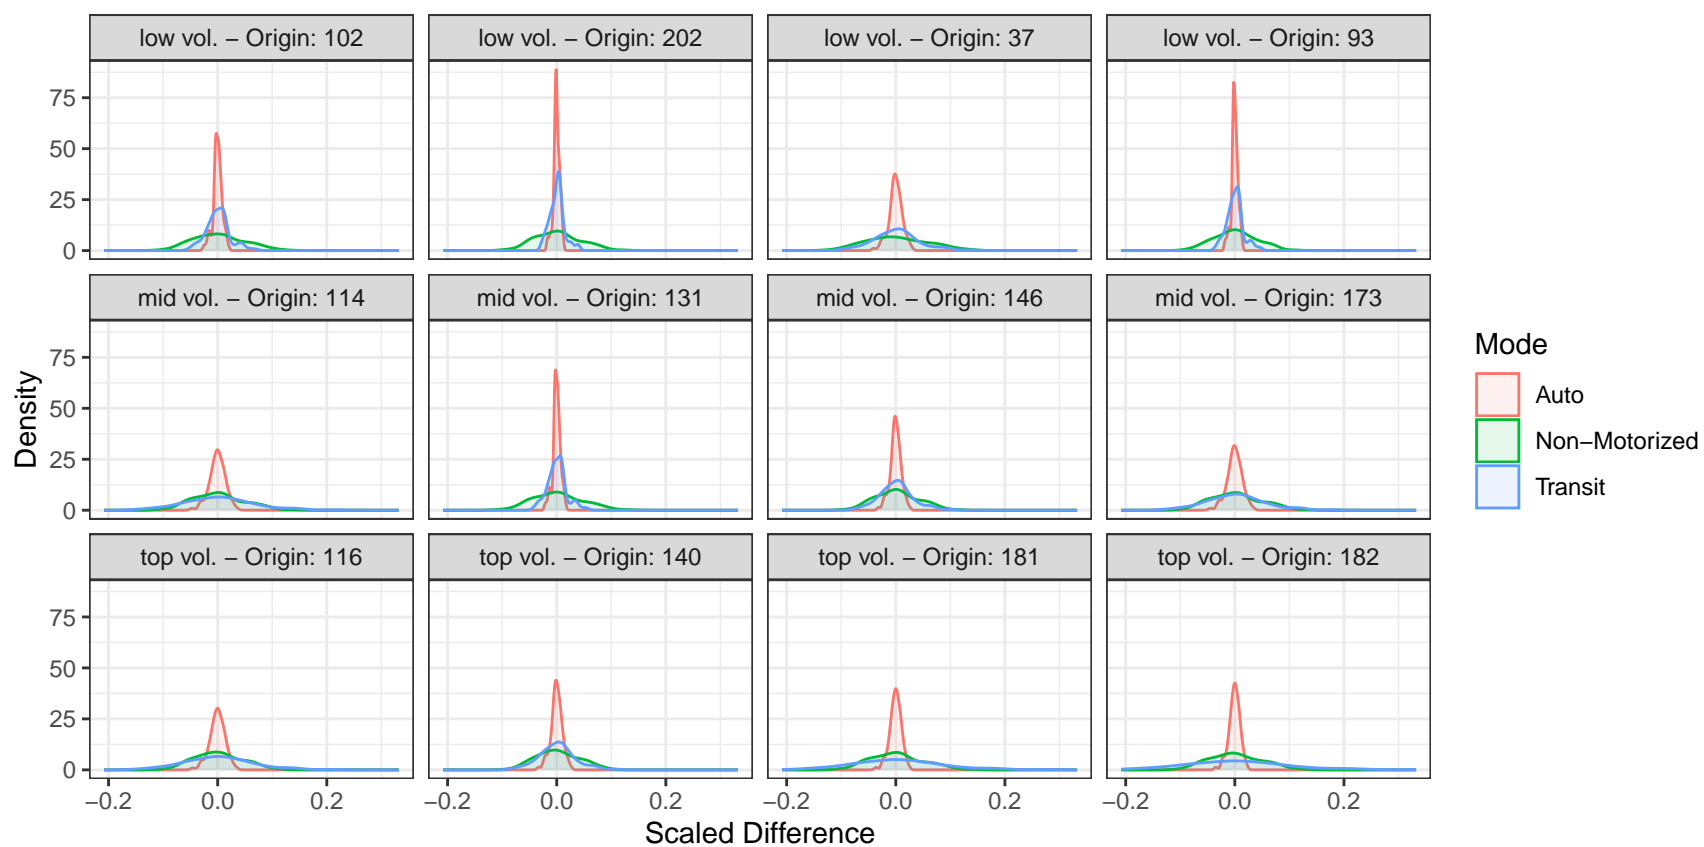 low vol. − Origin: 102
low vol. − Origin: 202
low vol. − Origin: 37
low vol. − Origin: 93
75
50
25
0
mid vol. − Origin: 114
mid vol. − Origin: 131
mid vol. − Origin: 146
mid vol. − Origin: 173
75
50
25
0
top vol. − Origin: 116
top vol. − Origin: 140
top vol. − Origin: 181
top vol. − Origin: 182
75
50
25
0
−0.2 0.0 0.2
−0.2 0.0 0.2
−0.2 0.0 0.2
−0.2 0.0 0.2
Scaled Difference
Density
Mode
Auto
Non−Motorized
Transit